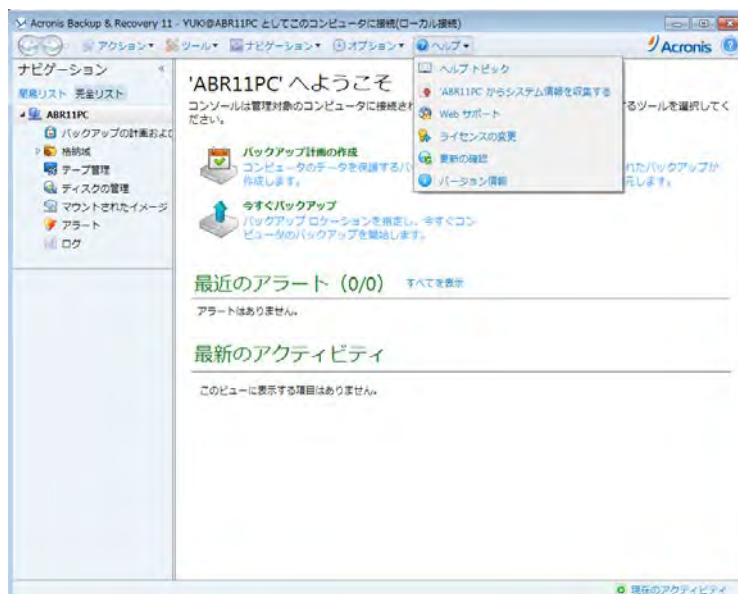 Acronis Backup & Recovery 11 - YUKI@ABR11PC としてこのコンピュータに接続(ローカル接続)
アクション ツール ナビゲーション オプション ヘルプ Acronis
ナビゲーション
簡易リスト 完全リスト
ABR11PC
バックアップの計画およ
格納域
テープ管理
ディスクの管理
マウントされたイメージ
アラート
ログ
'ABR11PC' へようこそ
コンソールは管理対象のコンピュータに接続され
るツールを選択してく
ださい。
ヘルプ トピック
'ABR11PC' からシステム情報を収集する
Web サポート
ライセンスの変更
更新の確認
バージョン情報
バックアップ計画の作成
コンピュータのデータを保護するバ
作成します。
れたバックアップか
元します。
今すぐバックアップ
バックアップ ロケーションを指定し、今すぐコン
ピュータのバックアップを開始します。
最近のアラート (0/0) すべてを表示
アラートはありません。
最新のアクティビティ
このビューに表示する項目はありません。
現在のアクティビティ